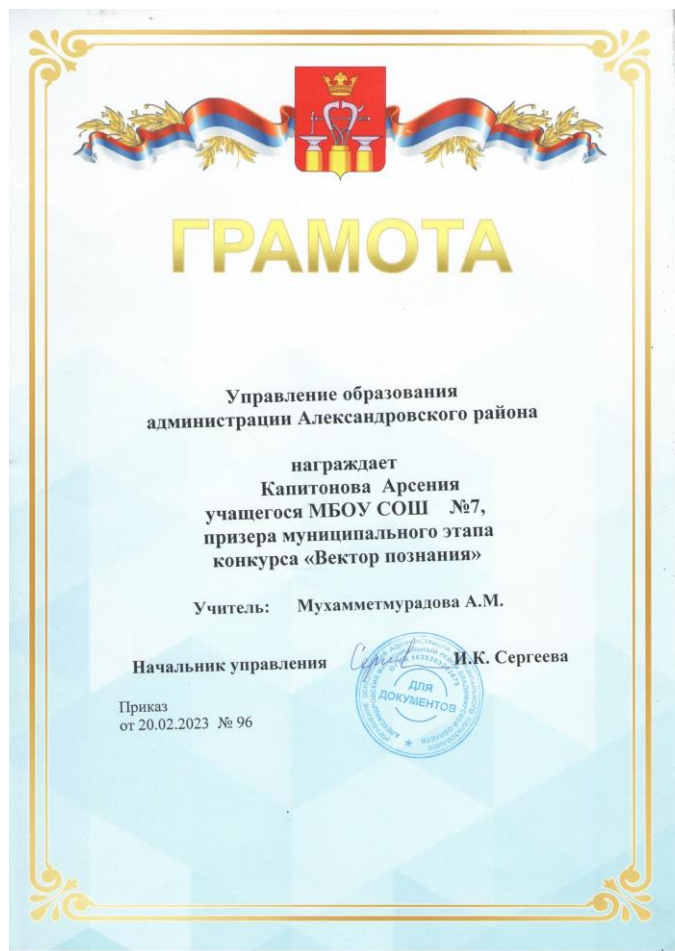 ГРАМОТА
Управление образования
администрации Александровского района
награждает
Капитонова Арсения
учащегося МБОУ СОШ №7,
призера муниципального этапа
конкурса «Вектор познания»
Учитель: Мухамметмурадова А.М.
Начальник управления И.К. Сергеева
Приказ
от 20.02.2023 № 96
ДЛЯ
ДОКУМЕНТОВ